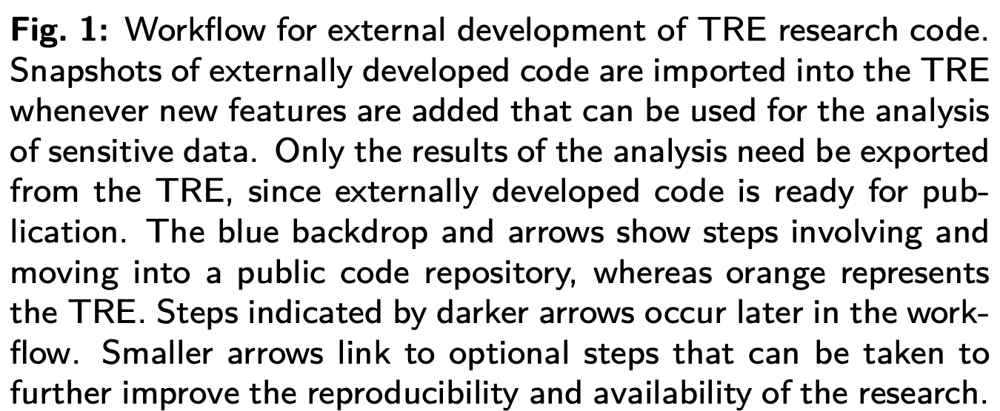 Fig. 1: Workflow for external development of TRE research code.
Snapshots of externally developed code are imported into the TRE
whenever new features are added that can be used for the analysis
of sensitive data. Only the results of the analysis need be exported
from the TRE, since externally developed code is ready for pub-
lication. The blue backdrop and arrows show steps involving and
moving into a public code repository, whereas orange represents
the TRE. Steps indicated by darker arrows occur later in the work-
flow. Smaller arrows link to optional steps that can be taken to
further improve the reproducibility and availability of the research.